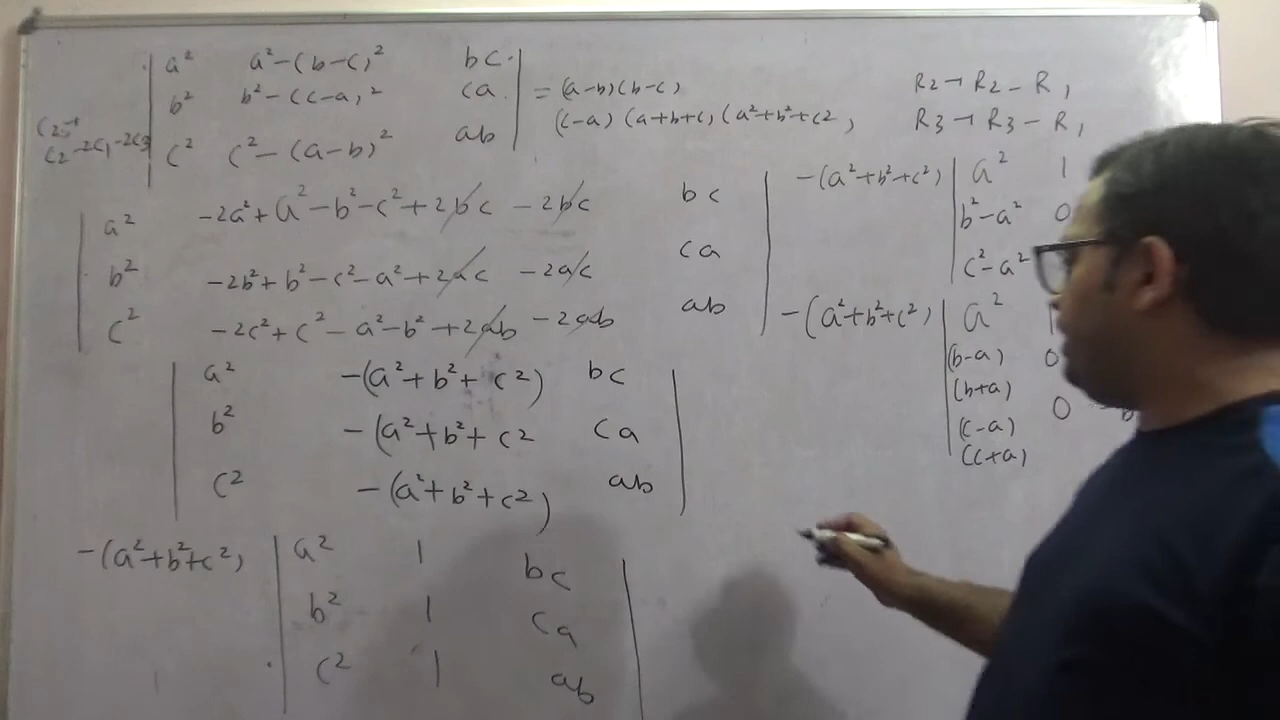 a² a²-(b-c)² bc
b² b²-(c-a)² ca = (a-b)(b-c)
(c-a) (a+b+c) (a²+b²+c²)
c² c²-(a-b)² ab
C2→
C2-2C1-2C3
a² -2a²+a²-b²-c²+2bc -2bc bc
b² -2b²+b²-c²-a²+2ac -2ac ca
c² -2c²+c²-a²-b²+2ab -2ab ab
a² -(a²+b²+c²) bc
b² -(a²+b²+c² ca
c² -(a²+b²+c²) ab
-(a²+b²+c²) a² 1 bc
b² 1 ca
c² 1 ab
R2→R2-R1
R3→R3-R1
-(a²+b²+c²) a² 1
b²-a² 0
c²-a²
-(a²+b²+c²) a² 1
(b-a) 0
(b+a)
(c-a) 0
(c+a)